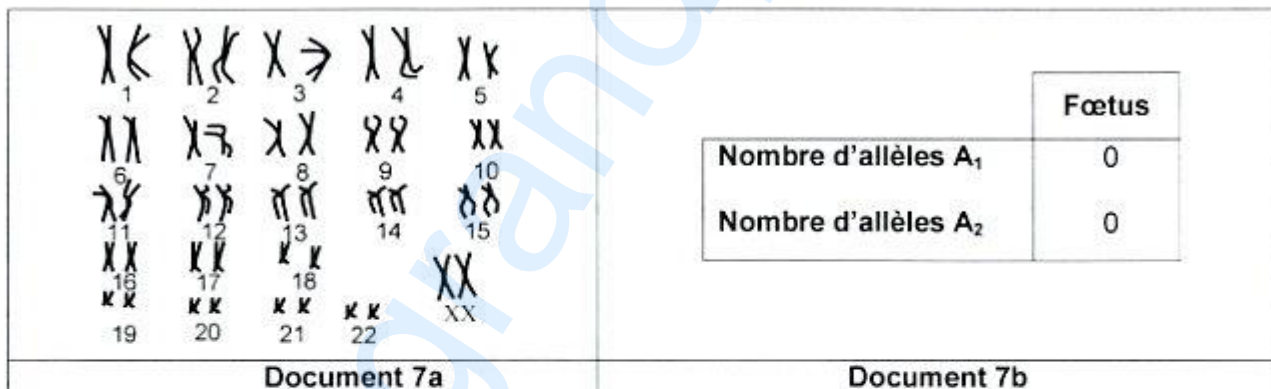 1 2 3 4 5
6 7 8 9 10
11 12 13 14 15
16 17 18
XX
19 20 21 22
Document 7a
Fœtus
Nombre d'allèles A₁ 0
Nombre d'allèles A₂ 0
Document 7b
grand